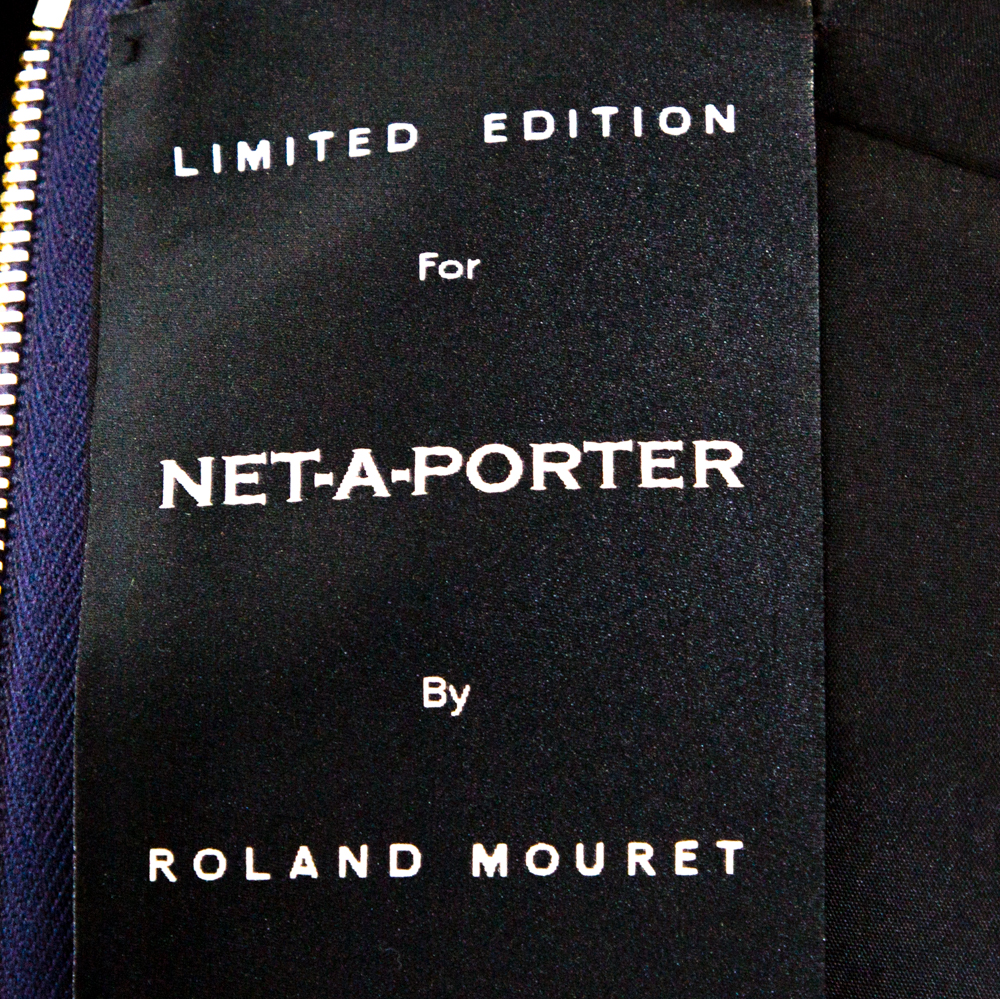 LIMITED EDITION
For
NET-A-PORTER
By
ROLAND MOURET